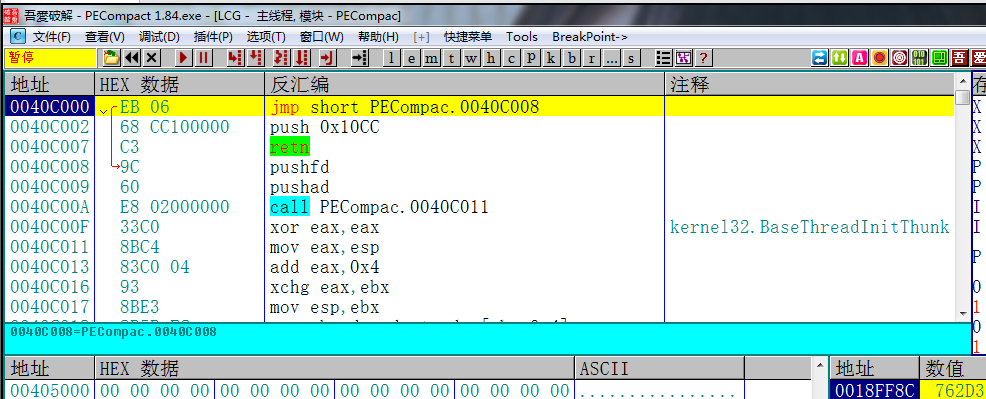 吾愛破解 - PECompact 1.84.exe - [LCG - 主线程, 模块 - PECompac]
C 文件(F) 查看(V) 调试(D) 插件(P) 选项(T) 窗口(W) 帮助(H) [+] 快捷菜单 Tools BreakPoint->
暂停 l e m t w h c p k b r ... s ?
地址 HEX 数据 反汇编 注释
0040C000 EB 06 jmp short PECompac.0040C008
0040C002 68 CC100000 push 0x10CC
0040C007 C3 retn
0040C008 9C pushfd
0040C009 60 pushad
0040C00A E8 02000000 call PECompac.0040C011
0040C00F 33C0 xor eax,eax kernel32.BaseThreadInitThunk
0040C011 8BC4 mov eax,esp
0040C013 83C0 04 add eax,0x4
0040C016 93 xchg eax,ebx
0040C017 8BE3 mov esp,ebx
0040C008=PECompac.0040C008
地址 HEX 数据 ASCII 地址 数值
00405000 00 00 00 00 00 00 00 00 00 00 00 00 00 00 00 00 ................ 0018FF8C 762D3